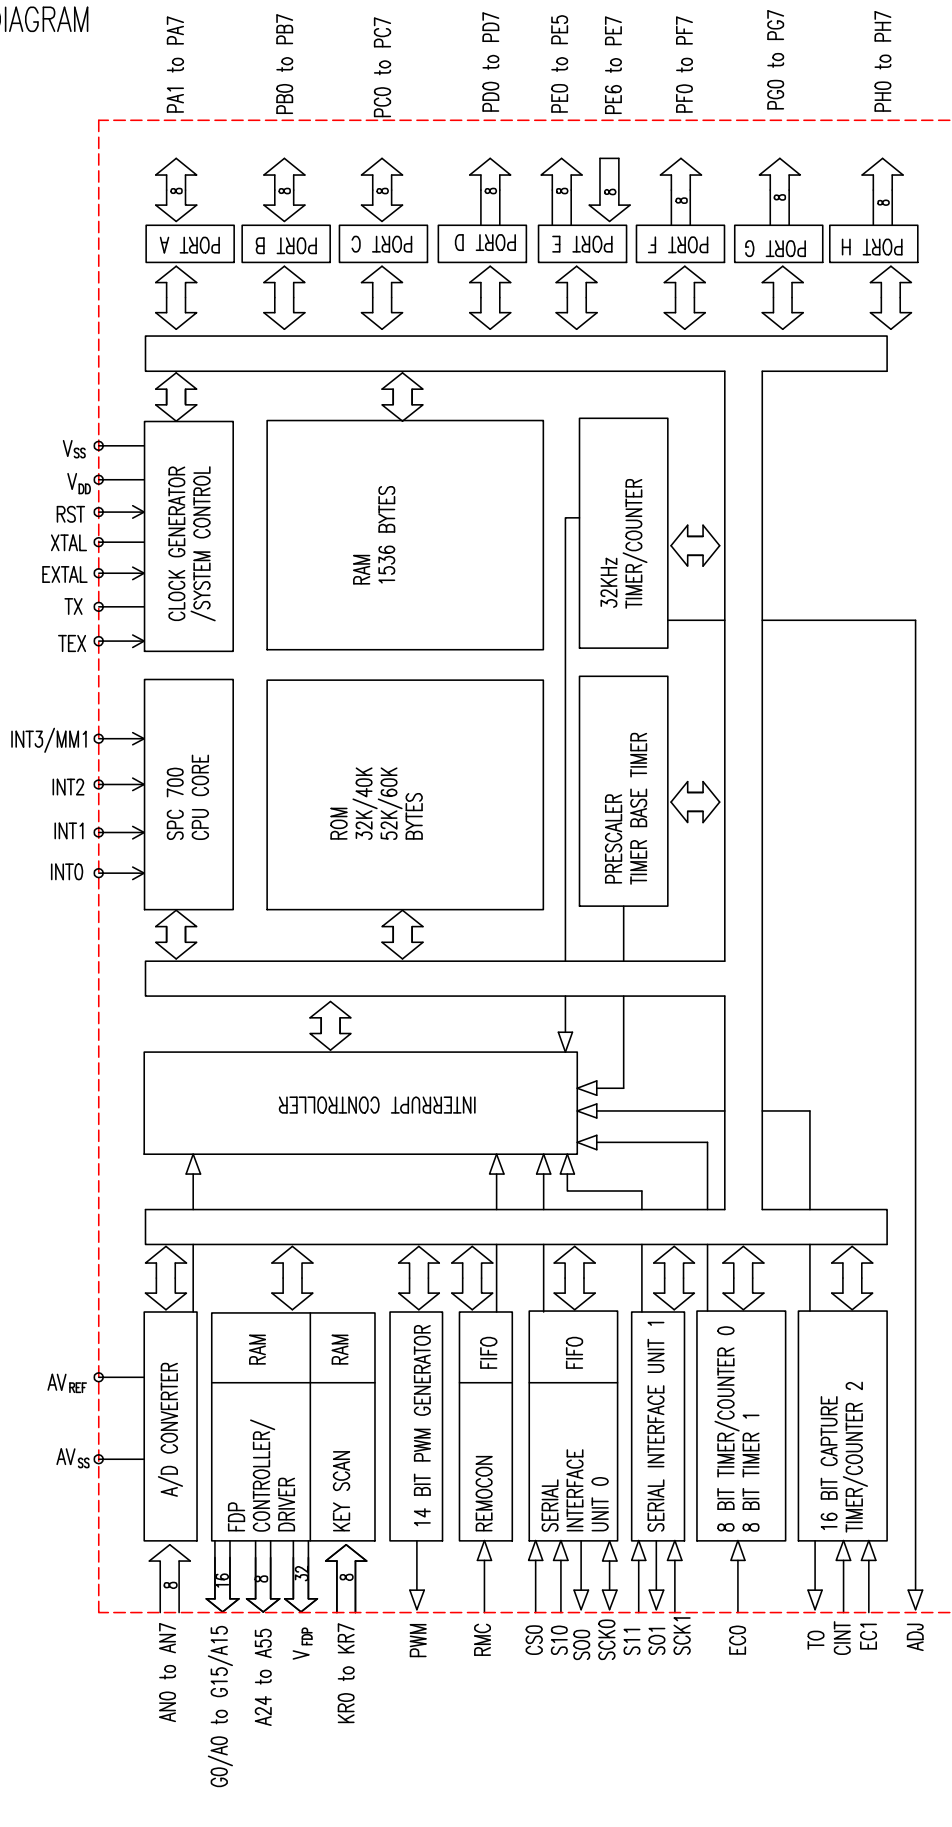 DIAGRAM
PA1 to PA7
PB0 to PB7
PC0 to PC7
PD0 to PD7
PE0 to PE5
PE6 to PE7
PF0 to PF7
PG0 to PG7
PH0 to PH7
8
8
8
8
8
8
8
8
8
PORT A
PORT B
PORT C
PORT D
PORT E
PORT F
PORT G
PORT H
VSS
VDD
RST
XTAL
EXTAL
TX
TEX
CLOCK GENERATOR
/SYSTEM CONTROL
RAM
1536 BYTES
32KHz
TIMER/COUNTER
INT3/MM1
INT2
INT1
INT0
SPC 700
CPU CORE
ROM
32K/40K
52K/60K
BYTES
PRESCALER
TIMER BASE TIMER
INTERRUPT CONTROLLER
AVREF
AVSS
A/D CONVERTER
RAM
FDP
CONTROLLER/
DRIVER
RAM
KEY SCAN
14 BIT PWM GENERATOR
FIFO
REMOCON
FIFO
SERIAL
INTERFACE
UNIT 0
SERIAL INTERFACE UNIT 1
8 BIT TIMER/COUNTER 0
8 BIT TIMER 1
16 BIT CAPTURE
TIMER/COUNTER 2
8
16
8
32
8
AN0 to AN7
G0/A0 to G15/A15
A24 to A55
VFDP
KR0 to KR7
PWM
RMC
CS0
S10
SO0
SCK0
S11
S01
SCK1
EC0
TO
CINT
EC1
ADJ